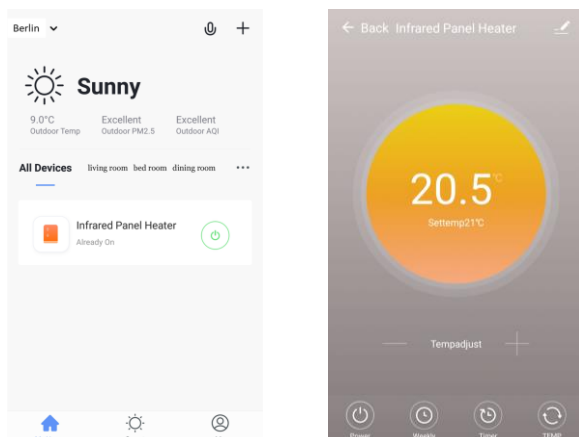 Berlin
Sunny
9.0°C Excellent Excellent
Outdoor Temp Outdoor PM2.5 Outdoor AQI
All Devices living room bed room dining room
Infrared Panel Heater
Already On
Back Infrared Panel Heater
20.5°C
Settemp21°C
Tempadjust
Power Weekly Timer TEMP